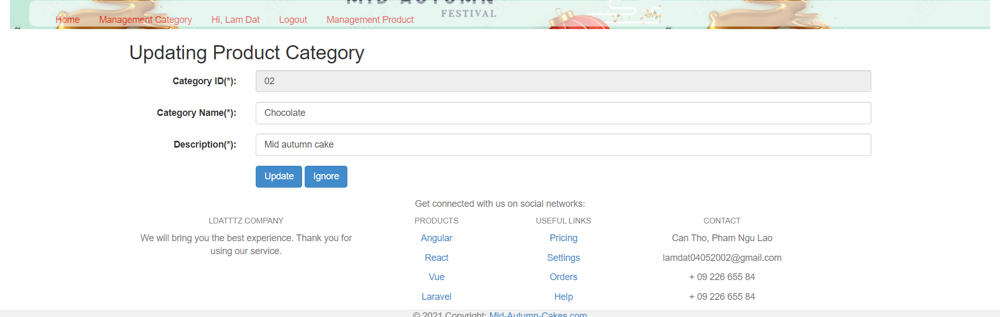 MID AUTUMN
FESTIVAL
Home Management Category Hi, Lam Dat Logout Management Product
Updating Product Category
Category ID(*): 02
Category Name(*): Chocolate
Description(*): Mid autumn cake
Update Ignore
Get connected with us on social networks:
LDATTTZ COMPANY
We will bring you the best experience. Thank you for
using our service.
PRODUCTS
Angular
React
Vue
Laravel
USEFUL LINKS
Pricing
Settings
Orders
Help
CONTACT
Can Tho, Pham Ngu Lao
lamdat04052002@gmail.com
+ 09 226 655 84
+ 09 226 655 84
© 2021 Copyright: Mid-Autumn-Cakes.com